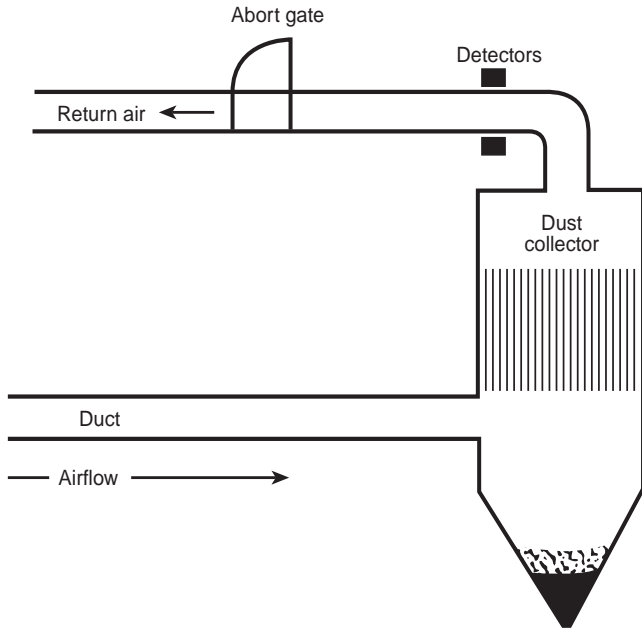 Abort gate
Detectors
Return air
Dust
collector
Duct
Airflow